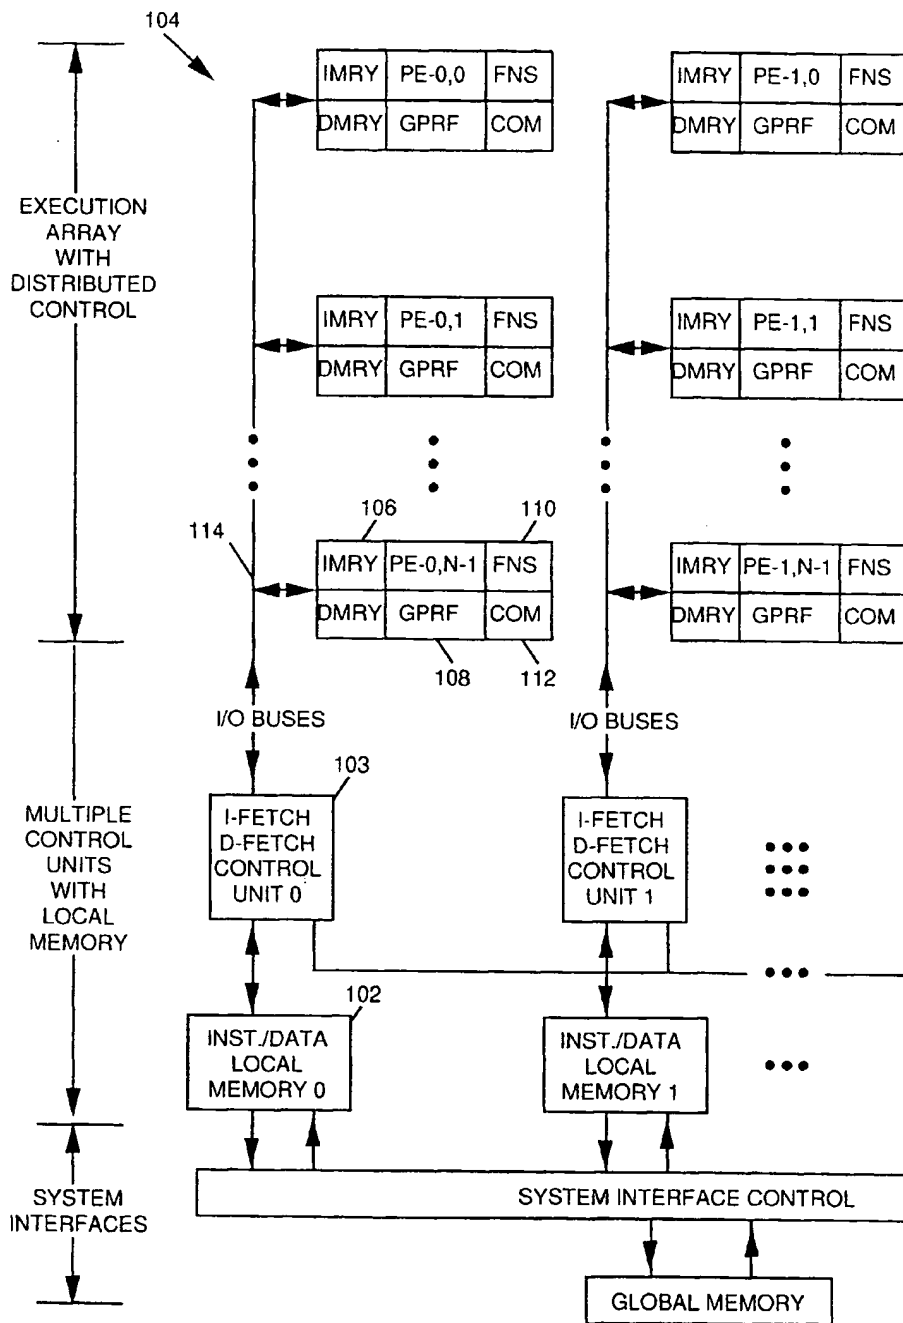 104
IMRY PE-0,0 FNS
DMRY GPRF COM
IMRY PE-1,0 FNS
DMRY GPRF COM
EXECUTION
ARRAY
WITH
DISTRIBUTED
CONTROL
IMRY PE-0,1 FNS
DMRY GPRF COM
IMRY PE-1,1 FNS
DMRY GPRF COM
114
106
110
IMRY PE-0,N-1 FNS
DMRY GPRF COM
108
112
IMRY PE-1,N-1 FNS
DMRY GPRF COM
I/O BUSES
I/O BUSES
MULTIPLE
CONTROL
UNITS
WITH
LOCAL
MEMORY
103
I-FETCH
D-FETCH
CONTROL
UNIT 0
I-FETCH
D-FETCH
CONTROL
UNIT 1
102
INST./DATA
LOCAL
MEMORY 0
INST./DATA
LOCAL
MEMORY 1
SYSTEM
INTERFACES
SYSTEM INTERFACE CONTROL
GLOBAL MEMORY